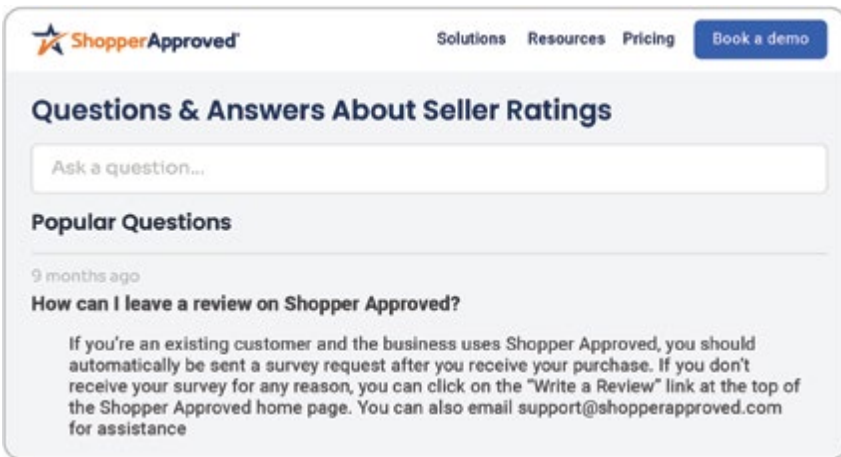 ShopperApproved Solutions Resources Pricing Book a demo
Questions & Answers About Seller Ratings
Ask a question...
Popular Questions
9 months ago
How can I leave a review on Shopper Approved?
If you're an existing customer and the business uses Shopper Approved, you should
automatically be sent a survey request after you receive your purchase. If you don't
receive your survey for any reason, you can click on the “Write a Review” link at the top of
the Shopper Approved home page. You can also email support@shopperapproved.com
for assistance